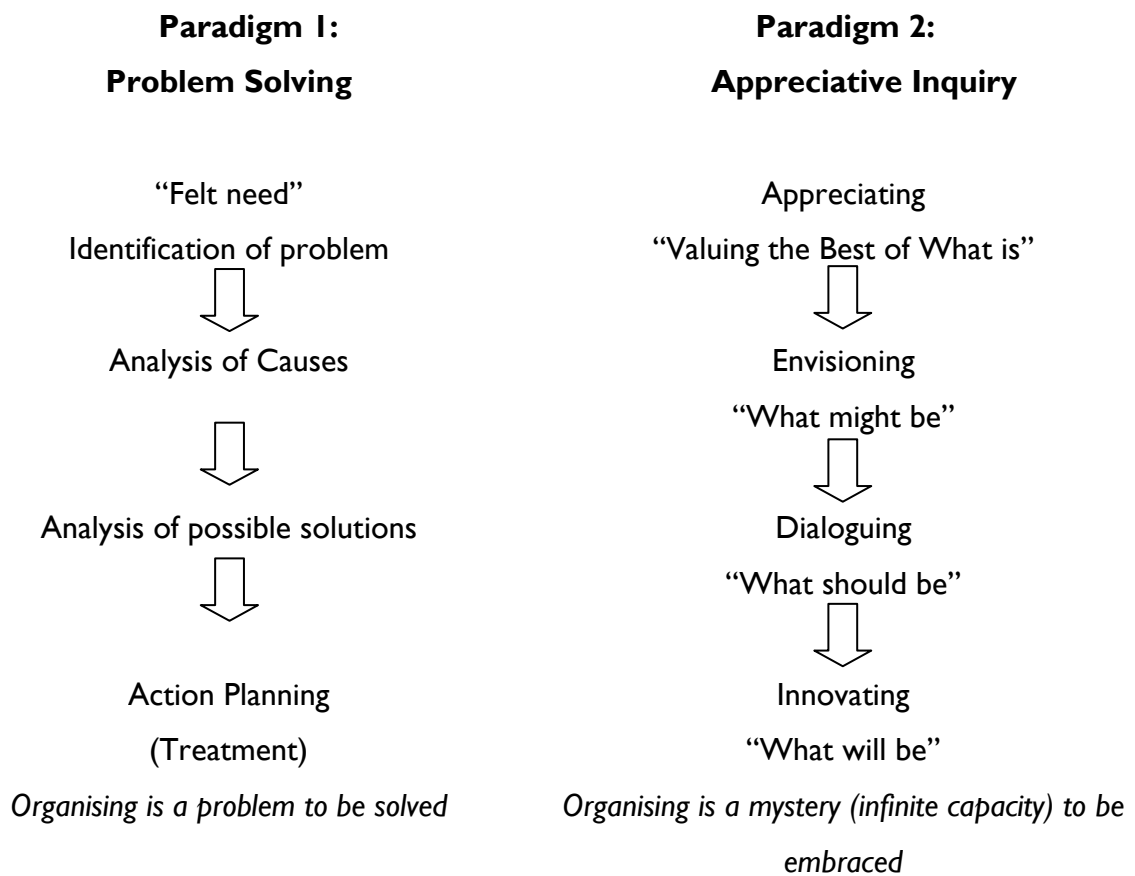 Paradigm 1:
Problem Solving
“Felt need”
Identification of problem
Analysis of Causes
Analysis of possible solutions
Action Planning
(Treatment)
Organising is a problem to be solved
Paradigm 2:
Appreciative Inquiry
Appreciating
“Valuing the Best of What is”
Envisioning
“What might be”
Dialoguing
“What should be”
Innovating
“What will be”
Organising is a mystery (infinite capacity) to be
embraced